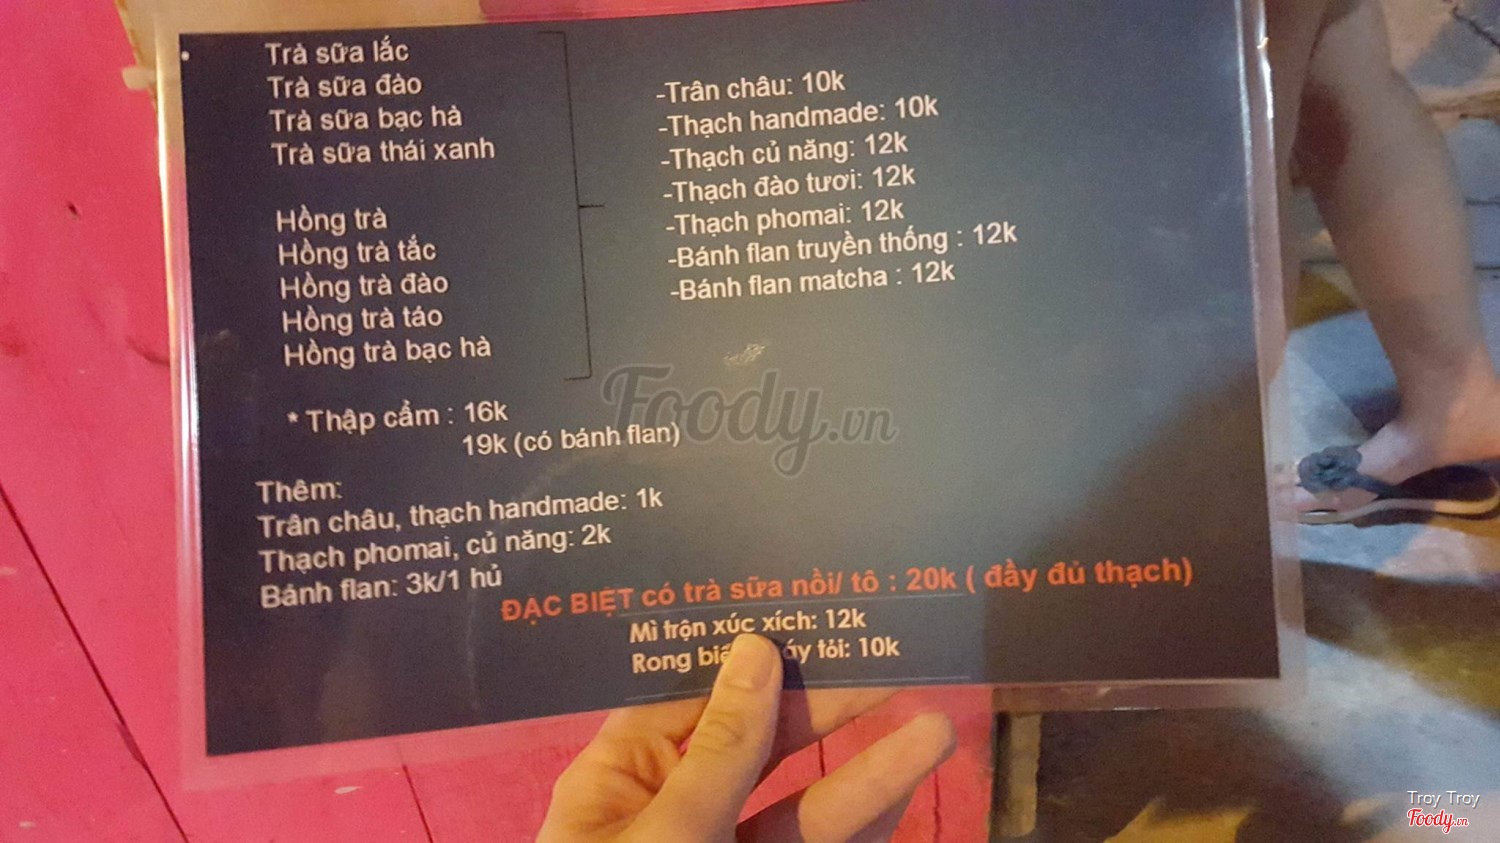 Trà sữa lắc
Trà sữa đào
Trà sữa bạc hà
Trà sữa thái xanh
Hồng trà
Hồng trà tắc
Hồng trà đào
Hồng trà táo
Hồng trà bạc hà
-Trân châu: 10k
-Thạch handmade: 10k
-Thạch củ năng: 12k
-Thạch đào tươi: 12k
-Thạch phomai: 12k
-Bánh flan truyền thống : 12k
-Bánh flan matcha : 12k
* Thập cẩm : 16k
19k (có bánh flan)
Thêm:
Trân châu, thạch handmade: 1k
Thạch phomai, củ năng: 2k
Bánh flan: 3k/1 hủ
ĐẶC BIỆT có trà sữa nồi/ tô : 20k ( đầy đủ thạch)
Mì trộn xúc xích: 12k
Rong tỏi: 10k
Foody.vn
Troy Troy
Foody.vn